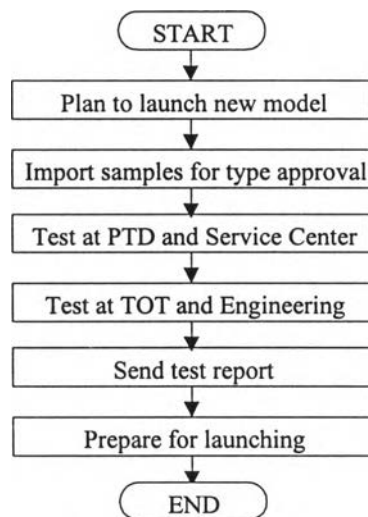 START
Plan to launch new model
Import samples for type approval
Test at PTD and Service Center
Test at TOT and Engineering
Send test report
Prepare for launching
END